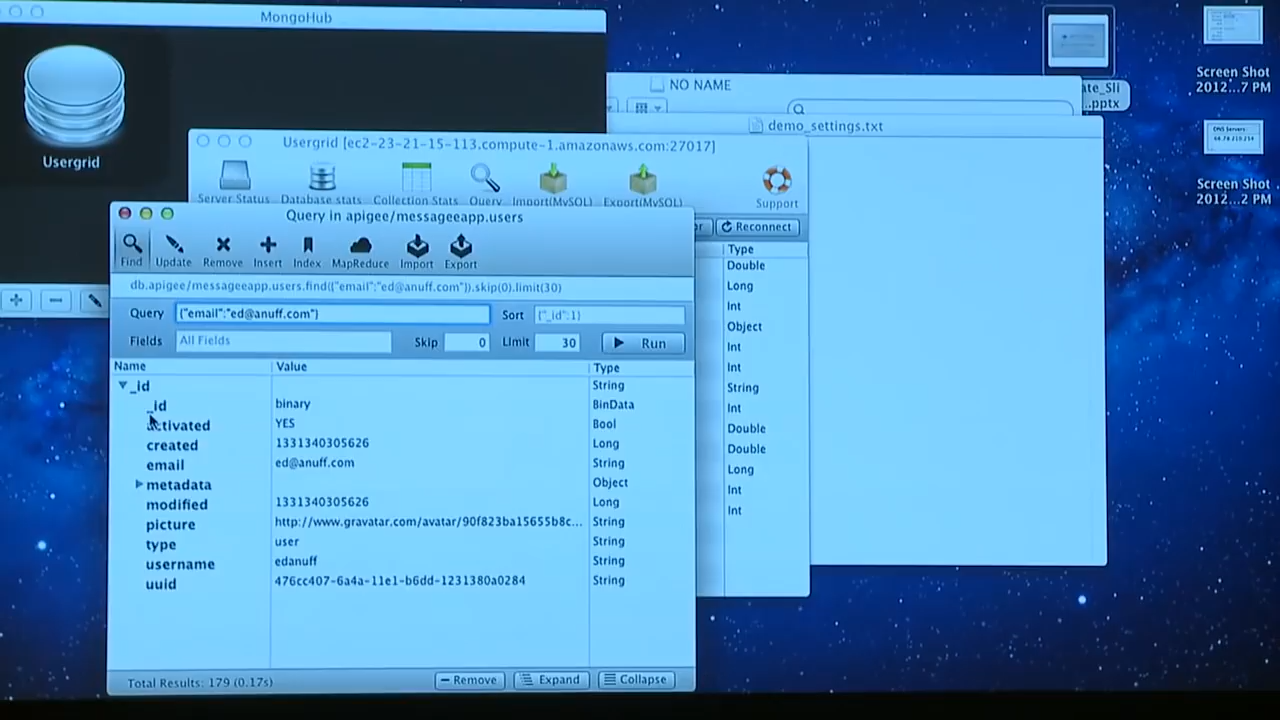 MongoHub
Usergrid
NO NAME
ate_Sli
...pptx
Screen Shot
2012...7 PM
DNS Servers:
Screen Shot
2012...2 PM
demo_settings.txt
Usergrid [ec2-23-21-15-113.compute-1.amazonaws.com:27017]
Server Status Database stats Collection Stats Query Import(MySQL) Export(MySQL) Support
Reconnect
Query in apigee/messageeapp.users
Find Update Remove Insert Index MapReduce Import Export
db.apigee/messageeapp.users.find({"email":"ed@anuff.com"}).skip(0).limit(30)
Query {"email":"ed@anuff.com"} Sort {"_id":1}
Fields All Fields Skip 0 Limit 30 Run
Name Value Type
_id String
_id binary BinData
activated YES Bool
created 1331340305626 Long
email ed@anuff.com String
metadata Object
modified 1331340305626 Long
picture http://www.gravatar.com/avatar/90f823ba15655b8c... String
type user String
username edanuff String
uuid 476cc407-6a4a-11e1-b6dd-1231380a0284 String
Total Results: 179 (0.17s) Remove Expand Collapse
Type
Double
Long
Int
Object
Int
Int
String
Int
Double
Double
Long
Int
Int